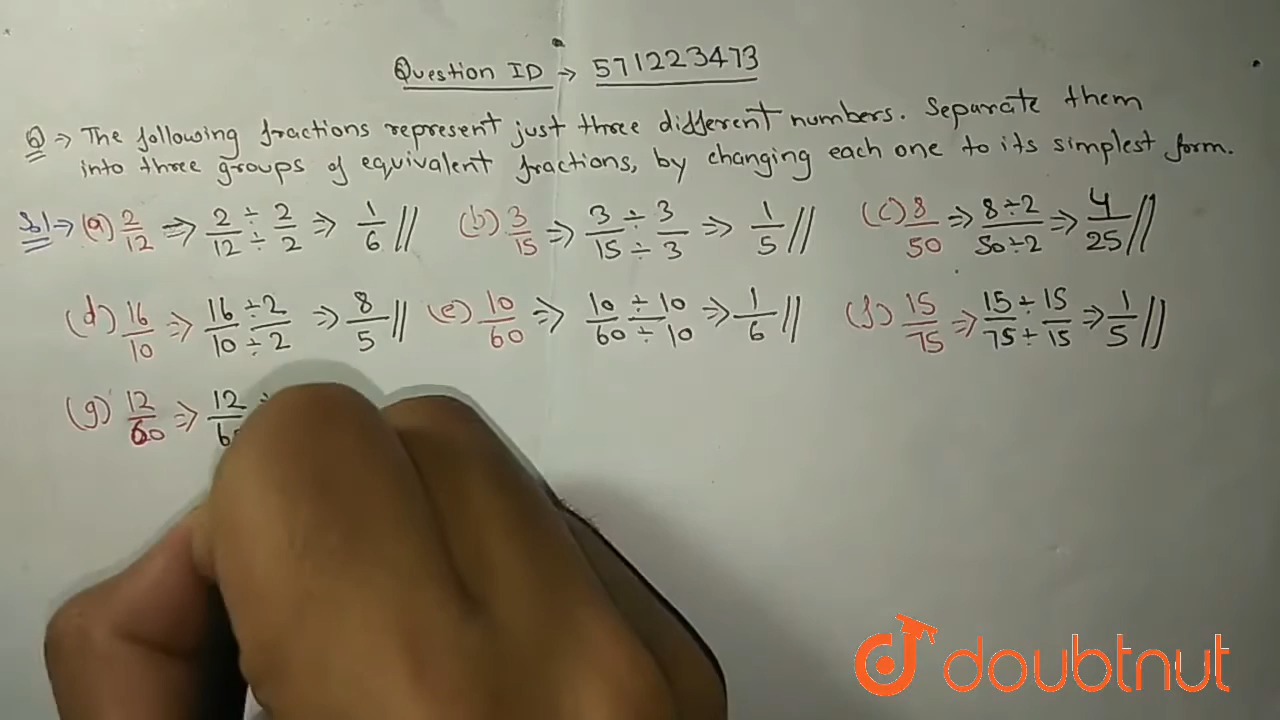 Question ID → 571223473
Q → The following fractions represent just three different numbers. Separate them
into three groups of equivalent fractions, by changing each one to its simplest form.
Sol → (a) 2/12 ⇒ 2÷2/12÷2 ⇒ 1/6 // (b) 3/15 ⇒ 3÷3/15÷3 ⇒ 1/5 // (c) 8/50 ⇒ 8÷2/50÷2 ⇒ 4/25 //
(d) 16/10 ⇒ 16÷2/10÷2 ⇒ 8/5 // (e) 10/60 ⇒ 10÷10/60÷10 ⇒ 1/6 // (f) 15/75 ⇒ 15÷15/75÷15 ⇒ 1/5 //
(g) 12/60 ⇒ 12/60
doubtnut